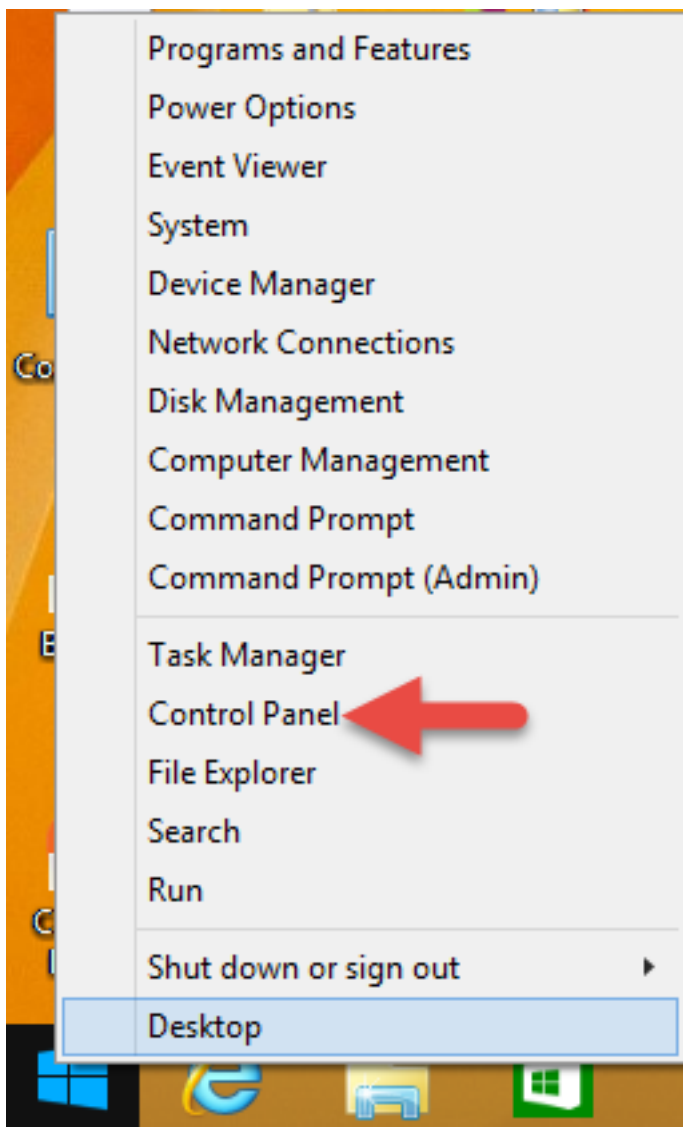 Programs and Features
Power Options
Event Viewer
System
Device Manager
Network Connections
Disk Management
Computer Management
Command Prompt
Command Prompt (Admin)
Task Manager
Control Panel
File Explorer
Search
Run
Shut down or sign out
Desktop